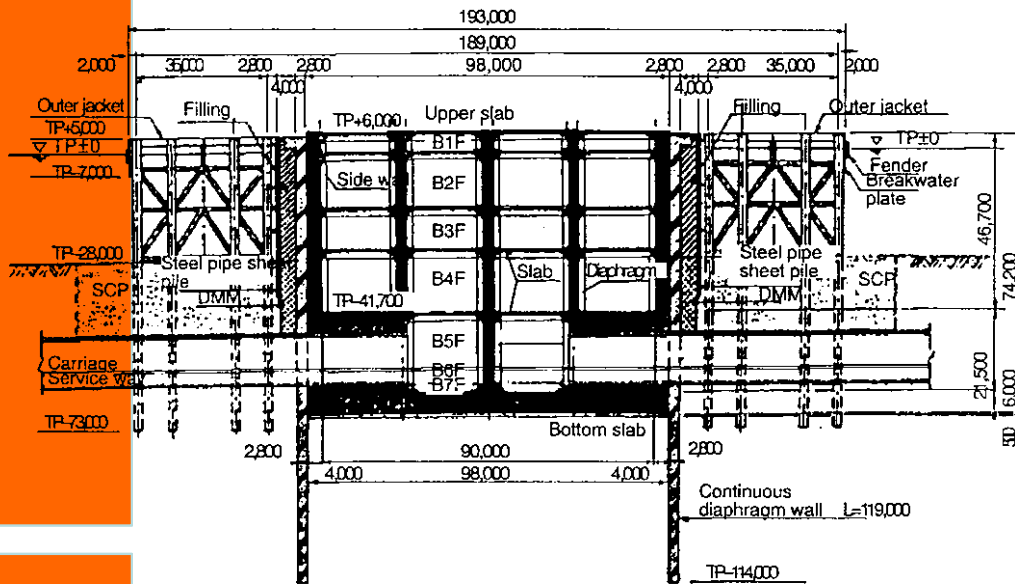 193,000
189,000
2,000 35,000 2,800 2,800 98,000 2,800 2,800 35,000 2,000
4,000 4,000
Outer jacket Filling TP+6,000 Upper slab Filling Outer jacket
TP+5,000
TP±0 B1F TP±0
Fender
TP-7,000 Side wall B2F Breakwater
plate
46,700
B3F
TP-28,000 Steel pipe sheet pile Slab Diaphragm Steel pipe sheet pile
SCP B4F SCP
DMM TP-41,700 DMM
74,200
B5F
Carriage B6F
Service way B7F
21,500
6,000
500
TP-73,000 Bottom slab
2,800 90,000 2,800
4,000 98,000 4,000
Continuous
diaphragm wall L=119,000
TP-114,000